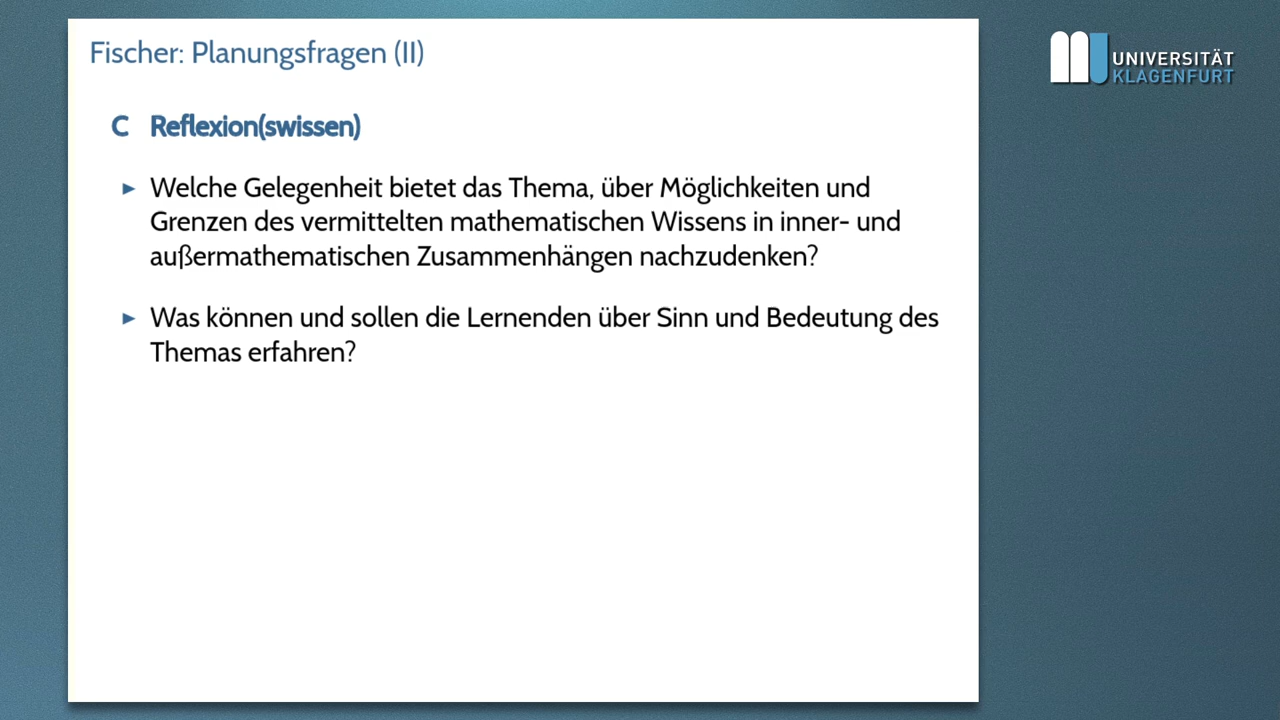 Fischer: Planungsfragen (II)
UNIVERSITÄT
KLAGENFURT
C Reflexion(swissen)
► Welche Gelegenheit bietet das Thema, über Möglichkeiten und
Grenzen des vermittelten mathematischen Wissens in inner- und
außermathematischen Zusammenhängen nachzudenken?
► Was können und sollen die Lernenden über Sinn und Bedeutung des
Themas erfahren?